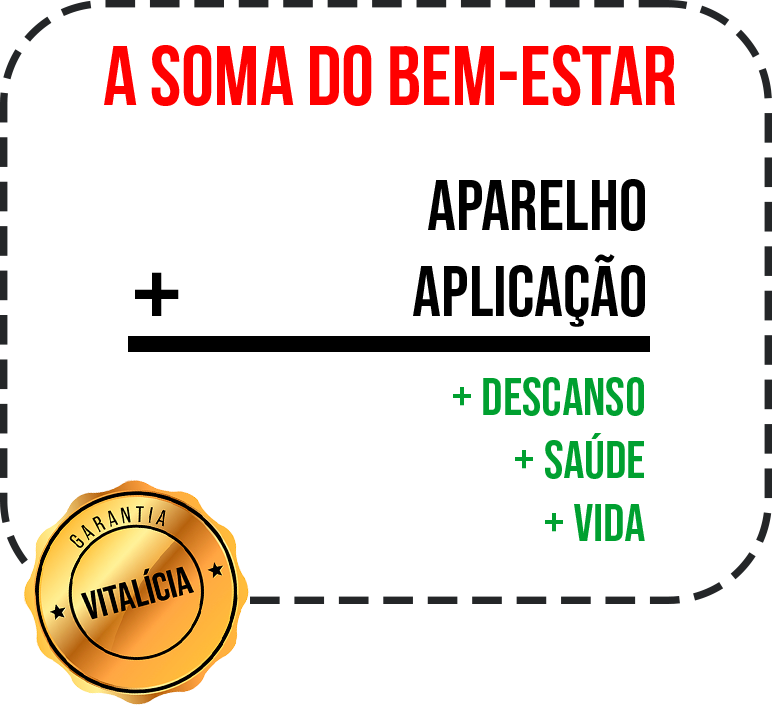 A SOMA DO BEM-ESTAR
APARELHO
+ APLICAÇÃO
+ DESCANSO
+ SAÚDE
+ VIDA
GARANTIA
VITALÍCIA